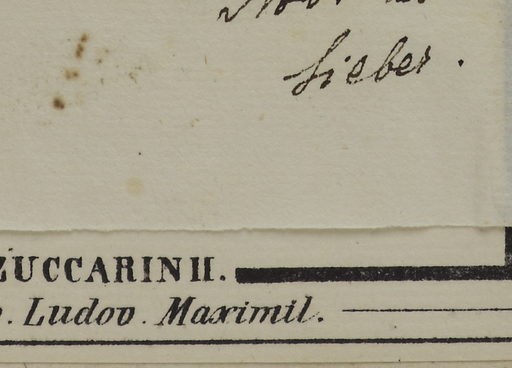 Sieber.
ZUCCARINII.
. Ludov. Maximil.